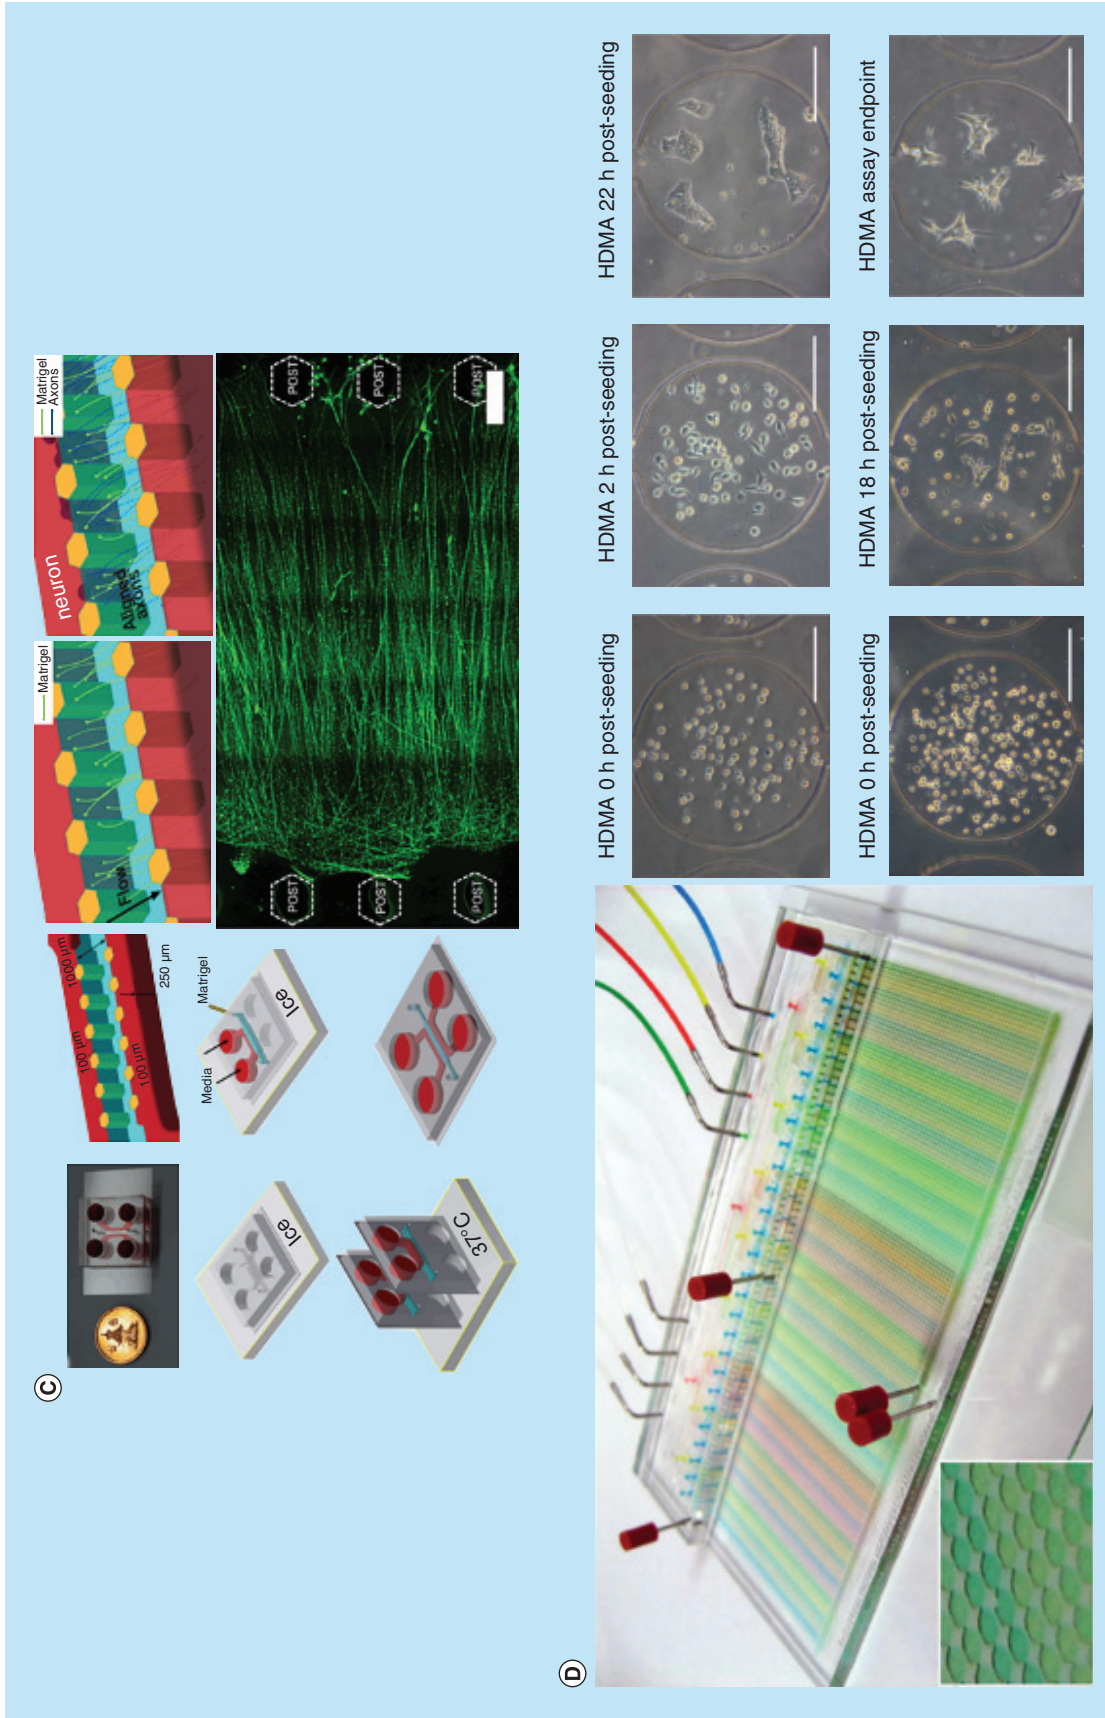 C
100 µm
1000 µm
100 µm
250 µm
Flow
Matrigel
neuron
Aligned
axons
Matrigel
Axons
Ice
Media
Matrigel
Ice
37°C
POST
POST
POST
POST
POST
POST
D
HDMA 0 h post-seeding
HDMA 2 h post-seeding
HDMA 22 h post-seeding
HDMA 0 h post-seeding
HDMA 18 h post-seeding
HDMA assay endpoint